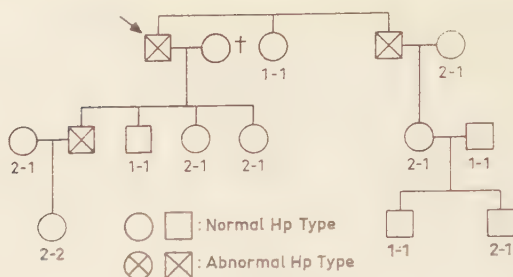 †
1-1
2-1
2-1 1-1 2-1 2-1 2-1 1-1
2-2
: Normal Hp Type
1-1 2-1
: Abnormal Hp Type